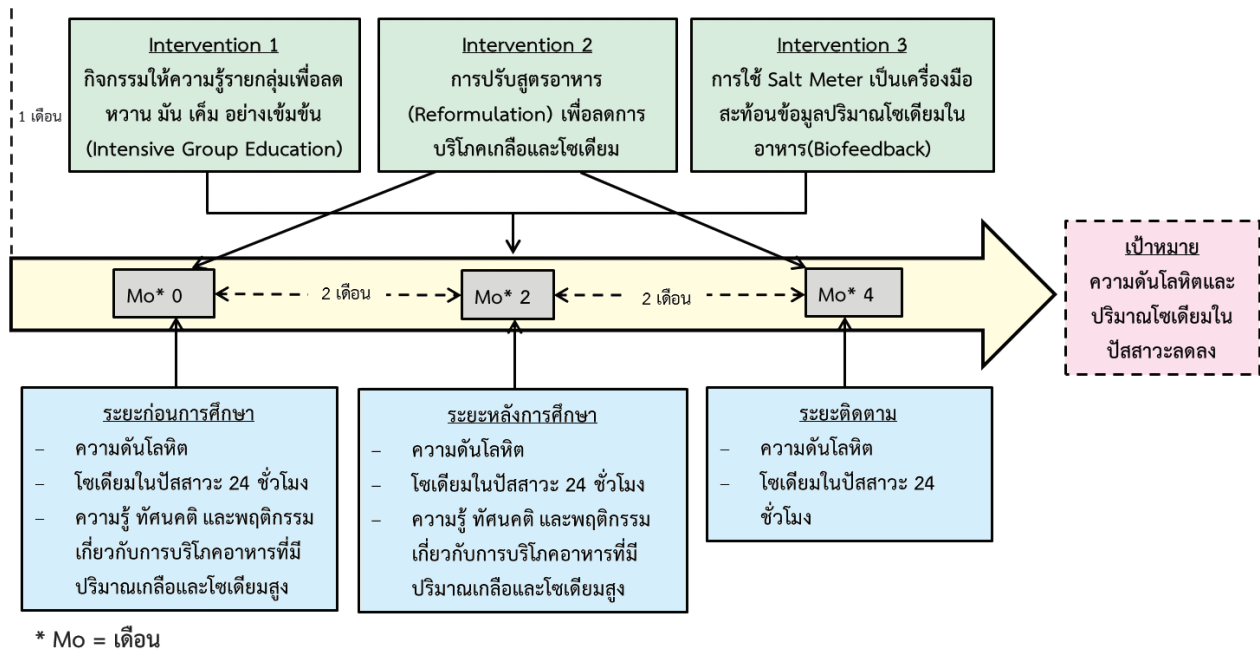 Intervention 1
กิจกรรมให้ความรู้รายกลุ่มเพื่อลด
หวาน มัน เค็ม อย่างเข้มข้น
(Intensive Group Education)
Intervention 2
การปรับสูตรอาหาร
(Reformulation) เพื่อลดการ
บริโภคเกลือและโซเดียม
Intervention 3
การใช้ Salt Meter เป็นเครื่องมือ
สะท้อนข้อมูลปริมาณโซเดียมใน
อาหาร(Biofeedback)
1 เดือน
Mo* 0
2 เดือน
Mo* 2
2 เดือน
Mo* 4
เป้าหมาย
ความดันโลหิตและ
ปริมาณโซเดียมใน
ปัสสาวะลดลง
ระยะก่อนการศึกษา
– ความดันโลหิต
– โซเดียมในปัสสาวะ 24 ชั่วโมง
– ความรู้ ทัศนคติ และพฤติกรรม
เกี่ยวกับการบริโภคอาหารที่มี
ปริมาณเกลือและโซเดียมสูง
ระยะหลังการศึกษา
– ความดันโลหิต
– โซเดียมในปัสสาวะ 24 ชั่วโมง
– ความรู้ ทัศนคติ และพฤติกรรม
เกี่ยวกับการบริโภคอาหารที่มี
ปริมาณเกลือและโซเดียมสูง
ระยะติดตาม
– ความดันโลหิต
– โซเดียมในปัสสาวะ 24
ชั่วโมง
* Mo = เดือน